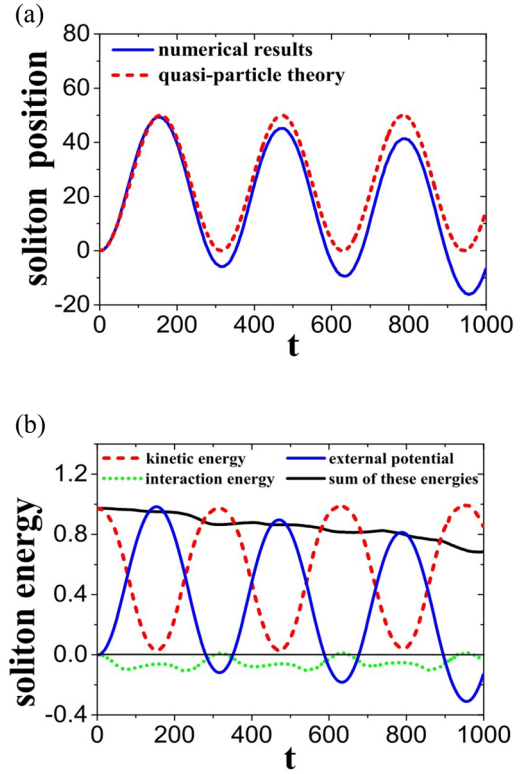 (a)
80
60
40
20
0
-20
soliton position
numerical results
quasi-particle theory
0 200 400 600 800 1000
t
(b)
1.2
0.8
0.4
0.0
-0.4
soliton energy
kinetic energy external potential
interaction energy sum of these energies
0 200 400 600 800 1000
t